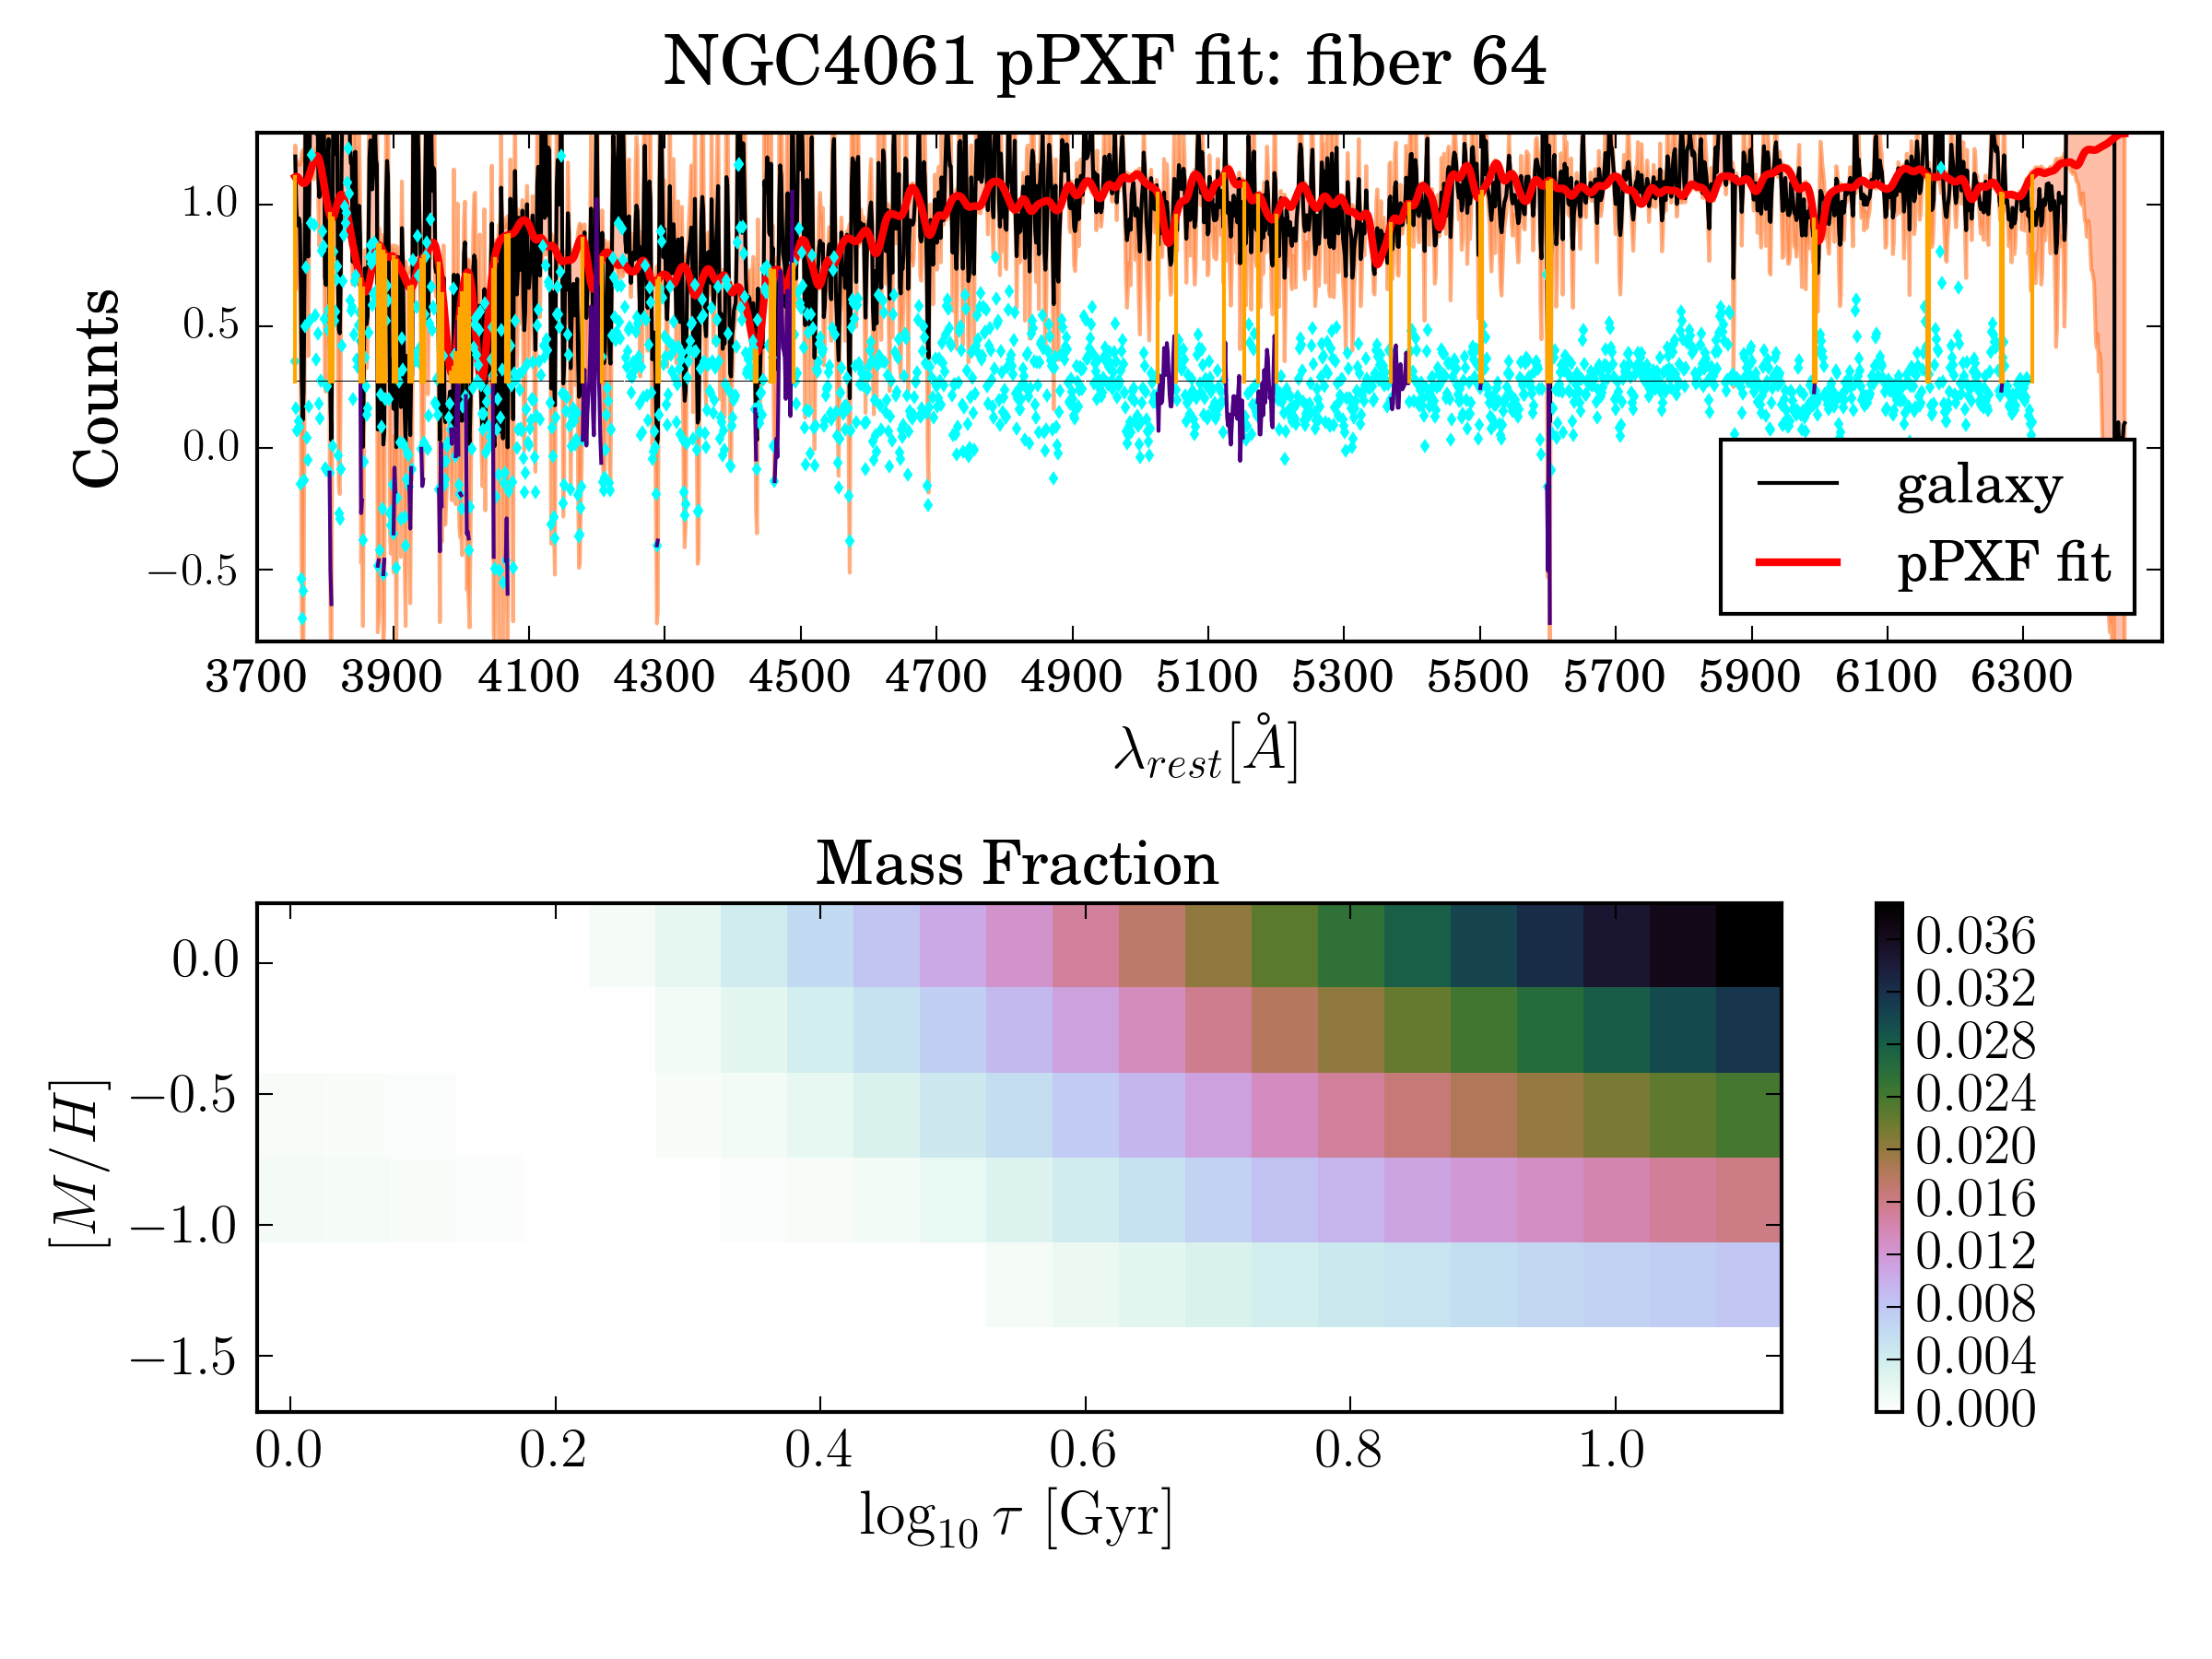 NGC4061 pPXF fit: fiber 64
Counts
1.0
0.5
0.0
−0.5
galaxy
pPXF fit
3700 3900 4100 4300 4500 4700 4900 5100 5300 5500 5700 5900 6100 6300
λrest[Å]
Mass Fraction
[M/H]
0.0
−0.5
−1.0
−1.5
0.0 0.2 0.4 0.6 0.8 1.0
log10 τ [Gyr]
0.036
0.032
0.028
0.024
0.020
0.016
0.012
0.008
0.004
0.000